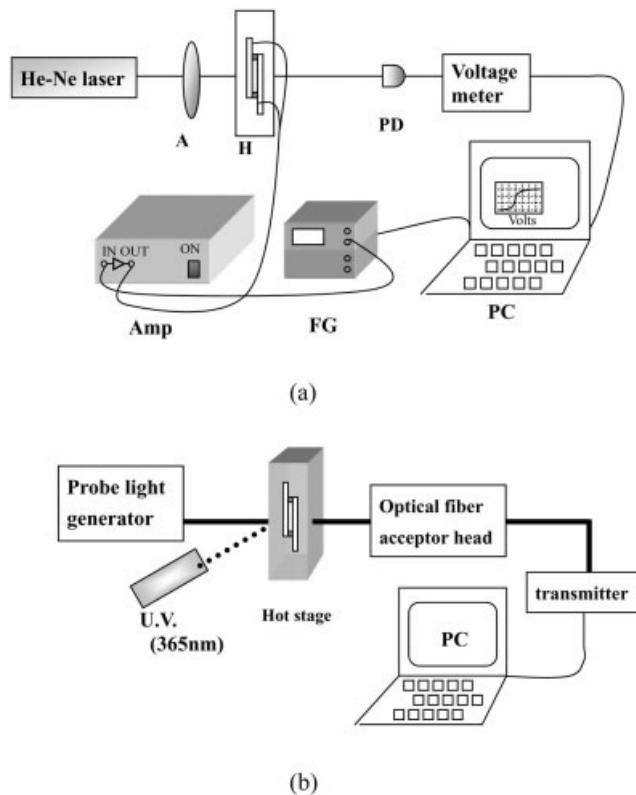 He-Ne laser
A
H
PD
Voltage
meter
Volts
IN OUT
ON
Amp
FG
PC
(a)
Probe light
generator
Optical fiber
acceptor head
transmitter
U.V.
(365nm)
Hot stage
PC
(b)